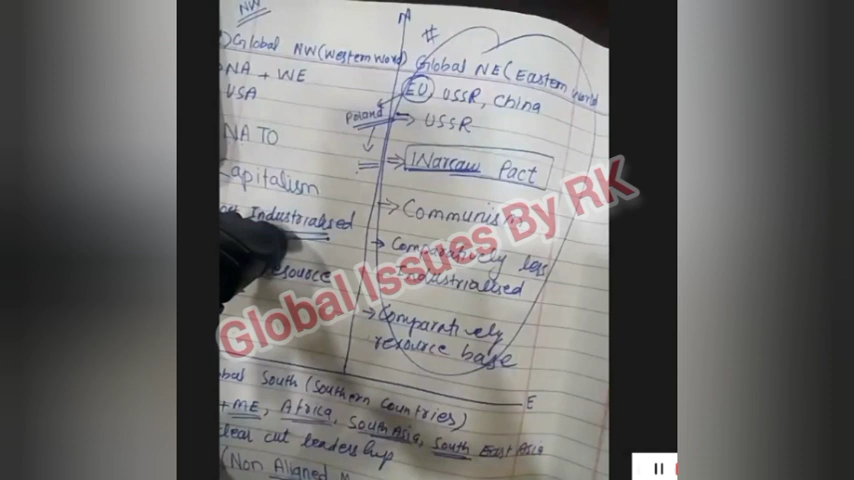 NW
Global NW (Western World)
NA + WE
USA
NATO
Capitalism
Industrialised
resource
#
Global NE (Eastern World
EU, USSR, China
Poland
⇒ USSR
⇒ Warsaw Pact
→ Communism
→ Comparatively less
Industrialised
→ Comparatively
resource base
E
bal South (Southern Countries)
+ ME, Africa, South Asia, South East Asia
clear cut leadership
(Non Aligned M
Global Issues By RK